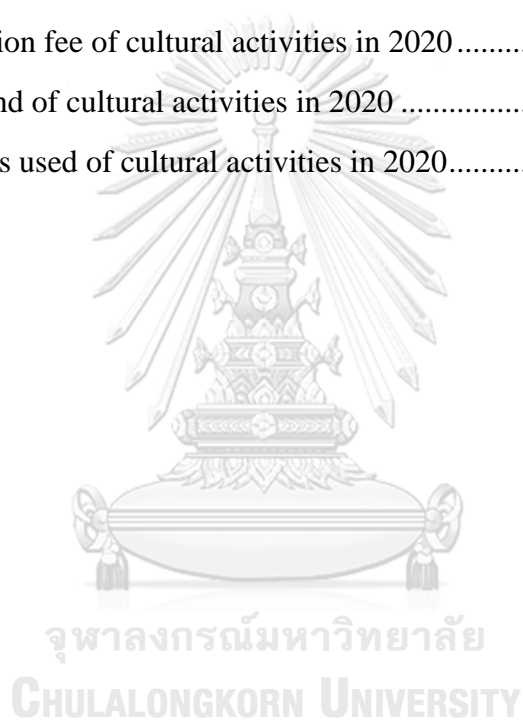 ion fee of cultural activities in 2020..........
nd of cultural activities in 2020 ................
s used of cultural activities in 2020..........
จุฬาลงกรณ์มหาวิทยาลัย
CHULALONGKORN UNIVERSITY